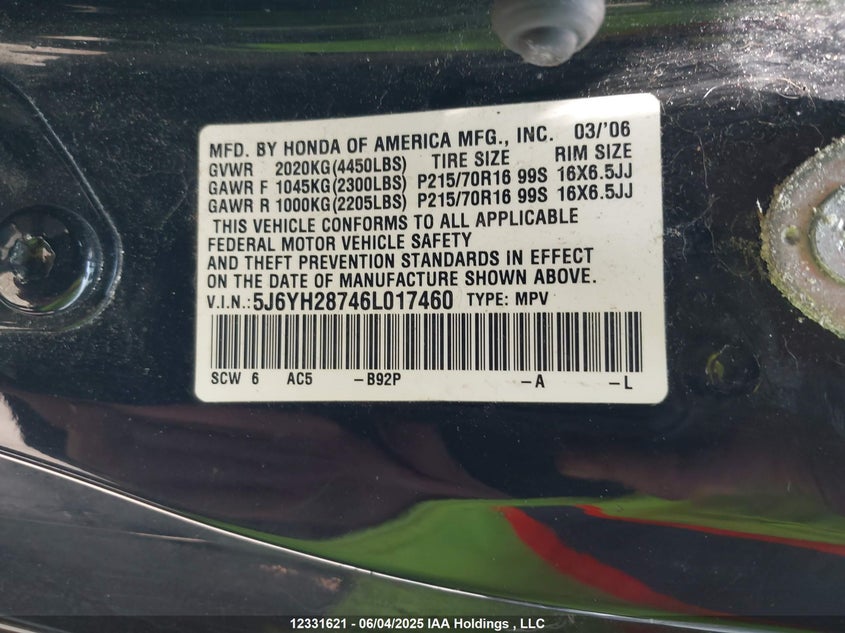 MFD. BY HONDA OF AMERICA MFG., INC. 03/'06
GVWR 2020KG(4450LBS) TIRE SIZE RIM SIZE
GAWR F 1045KG(2300LBS) P215/70R16 99S 16X6.5JJ
GAWR R 1000KG(2205LBS) P215/70R16 99S 16X6.5JJ
THIS VEHICLE CONFORMS TO ALL APPLICABLE
FEDERAL MOTOR VEHICLE SAFETY
AND THEFT PREVENTION STANDARDS IN EFFECT
ON THE DATE OF MANUFACTURE SHOWN ABOVE.
V.I.N.:5J6YH28746L017460 TYPE: MPV
SCW 6 AC5 -B92P -A -L
12331621 - 06/04/2025 IAA Holdings , LLC